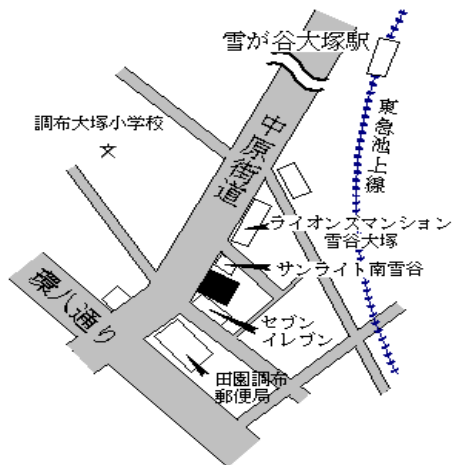 雪が谷大塚駅
東急池上線
調布大塚小学校
中原街道
ライオンズマンション
雪谷大塚
サンライト南雪谷
環八通り
セブン
イレブン
田園調布
郵便局